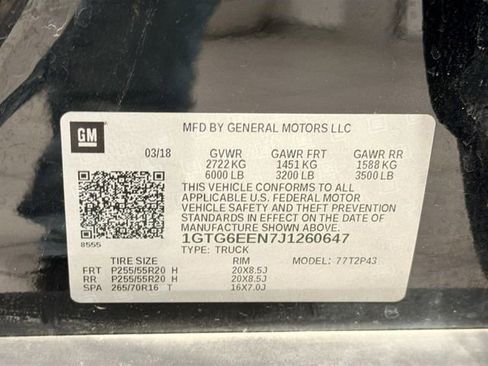 GM
MFD BY GENERAL MOTORS LLC
03/18 GVWR GAWR FRT GAWR RR
2722 KG 1451 KG 1588 KG
6000 LB 3200 LB 3500 LB
THIS VEHICLE CONFORMS TO ALL
APPLICABLE U.S. FEDERAL MOTOR
VEHICLE SAFETY AND THEFT PREVENTION
STANDARDS IN EFFECT ON THE DATE OF
MANUFACTURE SHOWN ABOVE.
8555
1GTG6EEN7J1260647
TYPE: TRUCK
TIRE SIZE RIM MODEL: 77T2P43
FRT P255/55R20 H 20X8.5J
RR P255/55R20 H 20X8.5J
SPA 265/70R16 T 16X7.0J